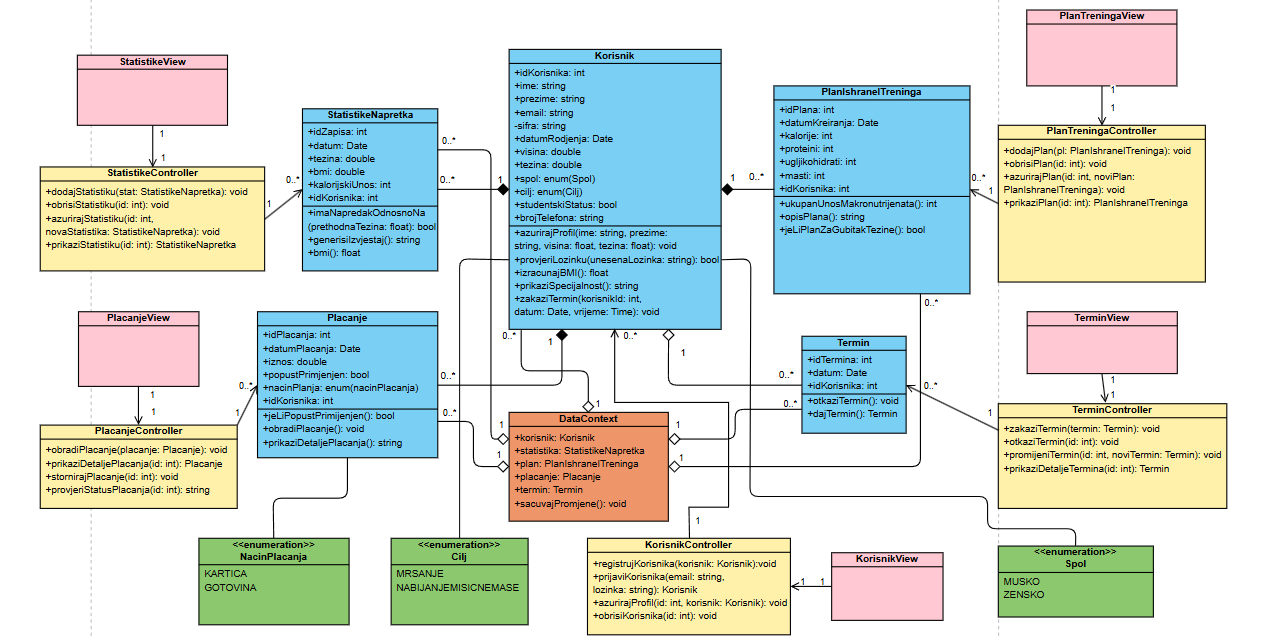 PlanTreningaView
1
1
StatistikeView
1
1
StatistikeController
+dodajStatistiku(stat: StatistikeNapretka): void
+obrisiStatistiku(id: int): void
+azurirajStatistiku(id: int,
novaStatistika: StatistikeNapretka): void
+prikaziStatistiku(id: int): StatistikeNapretka
0..*
1
StatistikeNapretka
+idZapisa: int
+datum: Date
+tezina: double
+bmi: double
+kalorijskiUnos: int
+idKorisnika: int
+imaNapredakOdnosnoNa
(prethodnaTezina: float): bool
+generisiIzvjestaj(): string
+bmi(): float
0..*
0..*
1
Korisnik
+idKorisnika: int
+ime: string
+prezime: string
+email: string
-sifra: string
+datumRodjenja: Date
+visina: double
+tezina: double
+spol: enum(Spol)
+cilj: enum(Cilj)
+studentskiStatus: bool
+brojTelefona: string
+azurirajProfil(ime: string, prezime:
string, visina: float, tezina: float): void
+provjeriLozinku(unesenaLozinka: string): bool
+izracunajBMI(): float
+prikaziSpecijalnost(): string
+zakaziTermin(korisnikId: int,
datum: Date, vrijeme: Time): void
1
0..*
PlanIshraneITreninga
+idPlana: int
+datumKreiranja: Date
+kalorije: int
+proteini: int
+ugljikohidrati: int
+masti: int
+idKorisnika: int
+ukupanUnosMakronutrijenata(): int
+opisPlana(): string
+jeLiPlanZaGubitakTezine(): bool
0..*
1
PlanTreningaController
+dodajPlan(pl: PlanIshraneITreninga): void
+obrisiPlan(id: int): void
+azurirajPlan(id: int, noviPlan:
PlanIshraneITreninga): void
+prikaziPlan(id: int): PlanIshraneITreninga
0..*
PlacanjeView
1
1
PlacanjeController
+obradiPlacanje(placanje: Placanje): void
+prikaziDetaljePlacanja(id: int): Placanje
+stornirajPlacanje(id: int): void
+provjeriStatusPlacanja(id: int): string
0..*
1
Placanje
+idPlacanja: int
+datumPlacanja: Date
+iznos: double
+popustPrimjenjen: bool
+nacinPlanja: enum(nacinPlacanja)
+idKorisnika: int
+jeLiPopustPrimijenjen(): bool
+obradiPlacanje(): void
+prikaziDetaljePlacanja(): string
0..*
0..*
0..*
1
0..*
1
Termin
+idTermina: int
+datum: Date
+idKorisnika: int
+otkaziTermin(): void
+dajTermin(): Termin
0..*
0..*
0..*
1
TerminView
1
1
TerminController
+zakaziTermin(termin: Termin): void
+otkaziTermin(id: int): void
+promijeniTermin(id: int, noviTermin: Termin): void
+prikaziDetaljeTermina(id: int): Termin
1
1
1
1
1
DataContext
+korisnik: Korisnik
+statistika: StatistikeNapretka
+plan: PlanIshraneITreninga
+placanje: Placanje
+termin: Termin
+sacuvajPromjene(): void
1
<<enumeration>>
NacinPlacanja
KARTICA
GOTOVINA
<<enumeration>>
Cilj
MRSANJE
NABIJANJEMISICNEMASE
KorisnikController
+registrujKorisnika(korisnik: Korisnik):void
+prijaviKorisnika(email: string,
lozinka: string): Korisnik
+azurirajProfil(id: int, korisnik: Korisnik): void
+obrisiKorisnika(id: int): void
1
1
KorisnikView
<<enumeration>>
Spol
MUSKO
ZENSKO